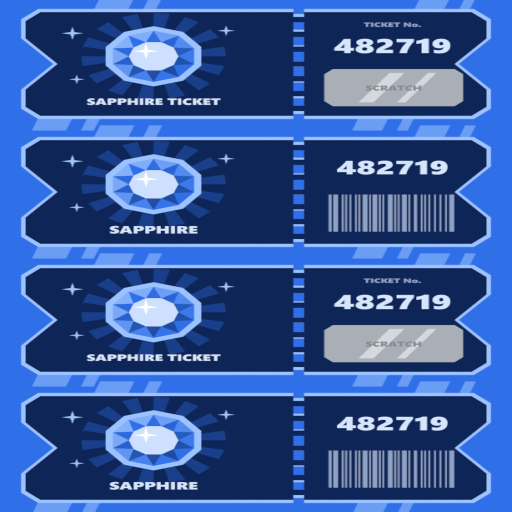 TICKET No.
482719
SCRATCH
SAPPHIRE TICKET
482719
SAPPHIRE
TICKET No.
482719
SCRATCH
SAPPHIRE TICKET
482719
SAPPHIRE